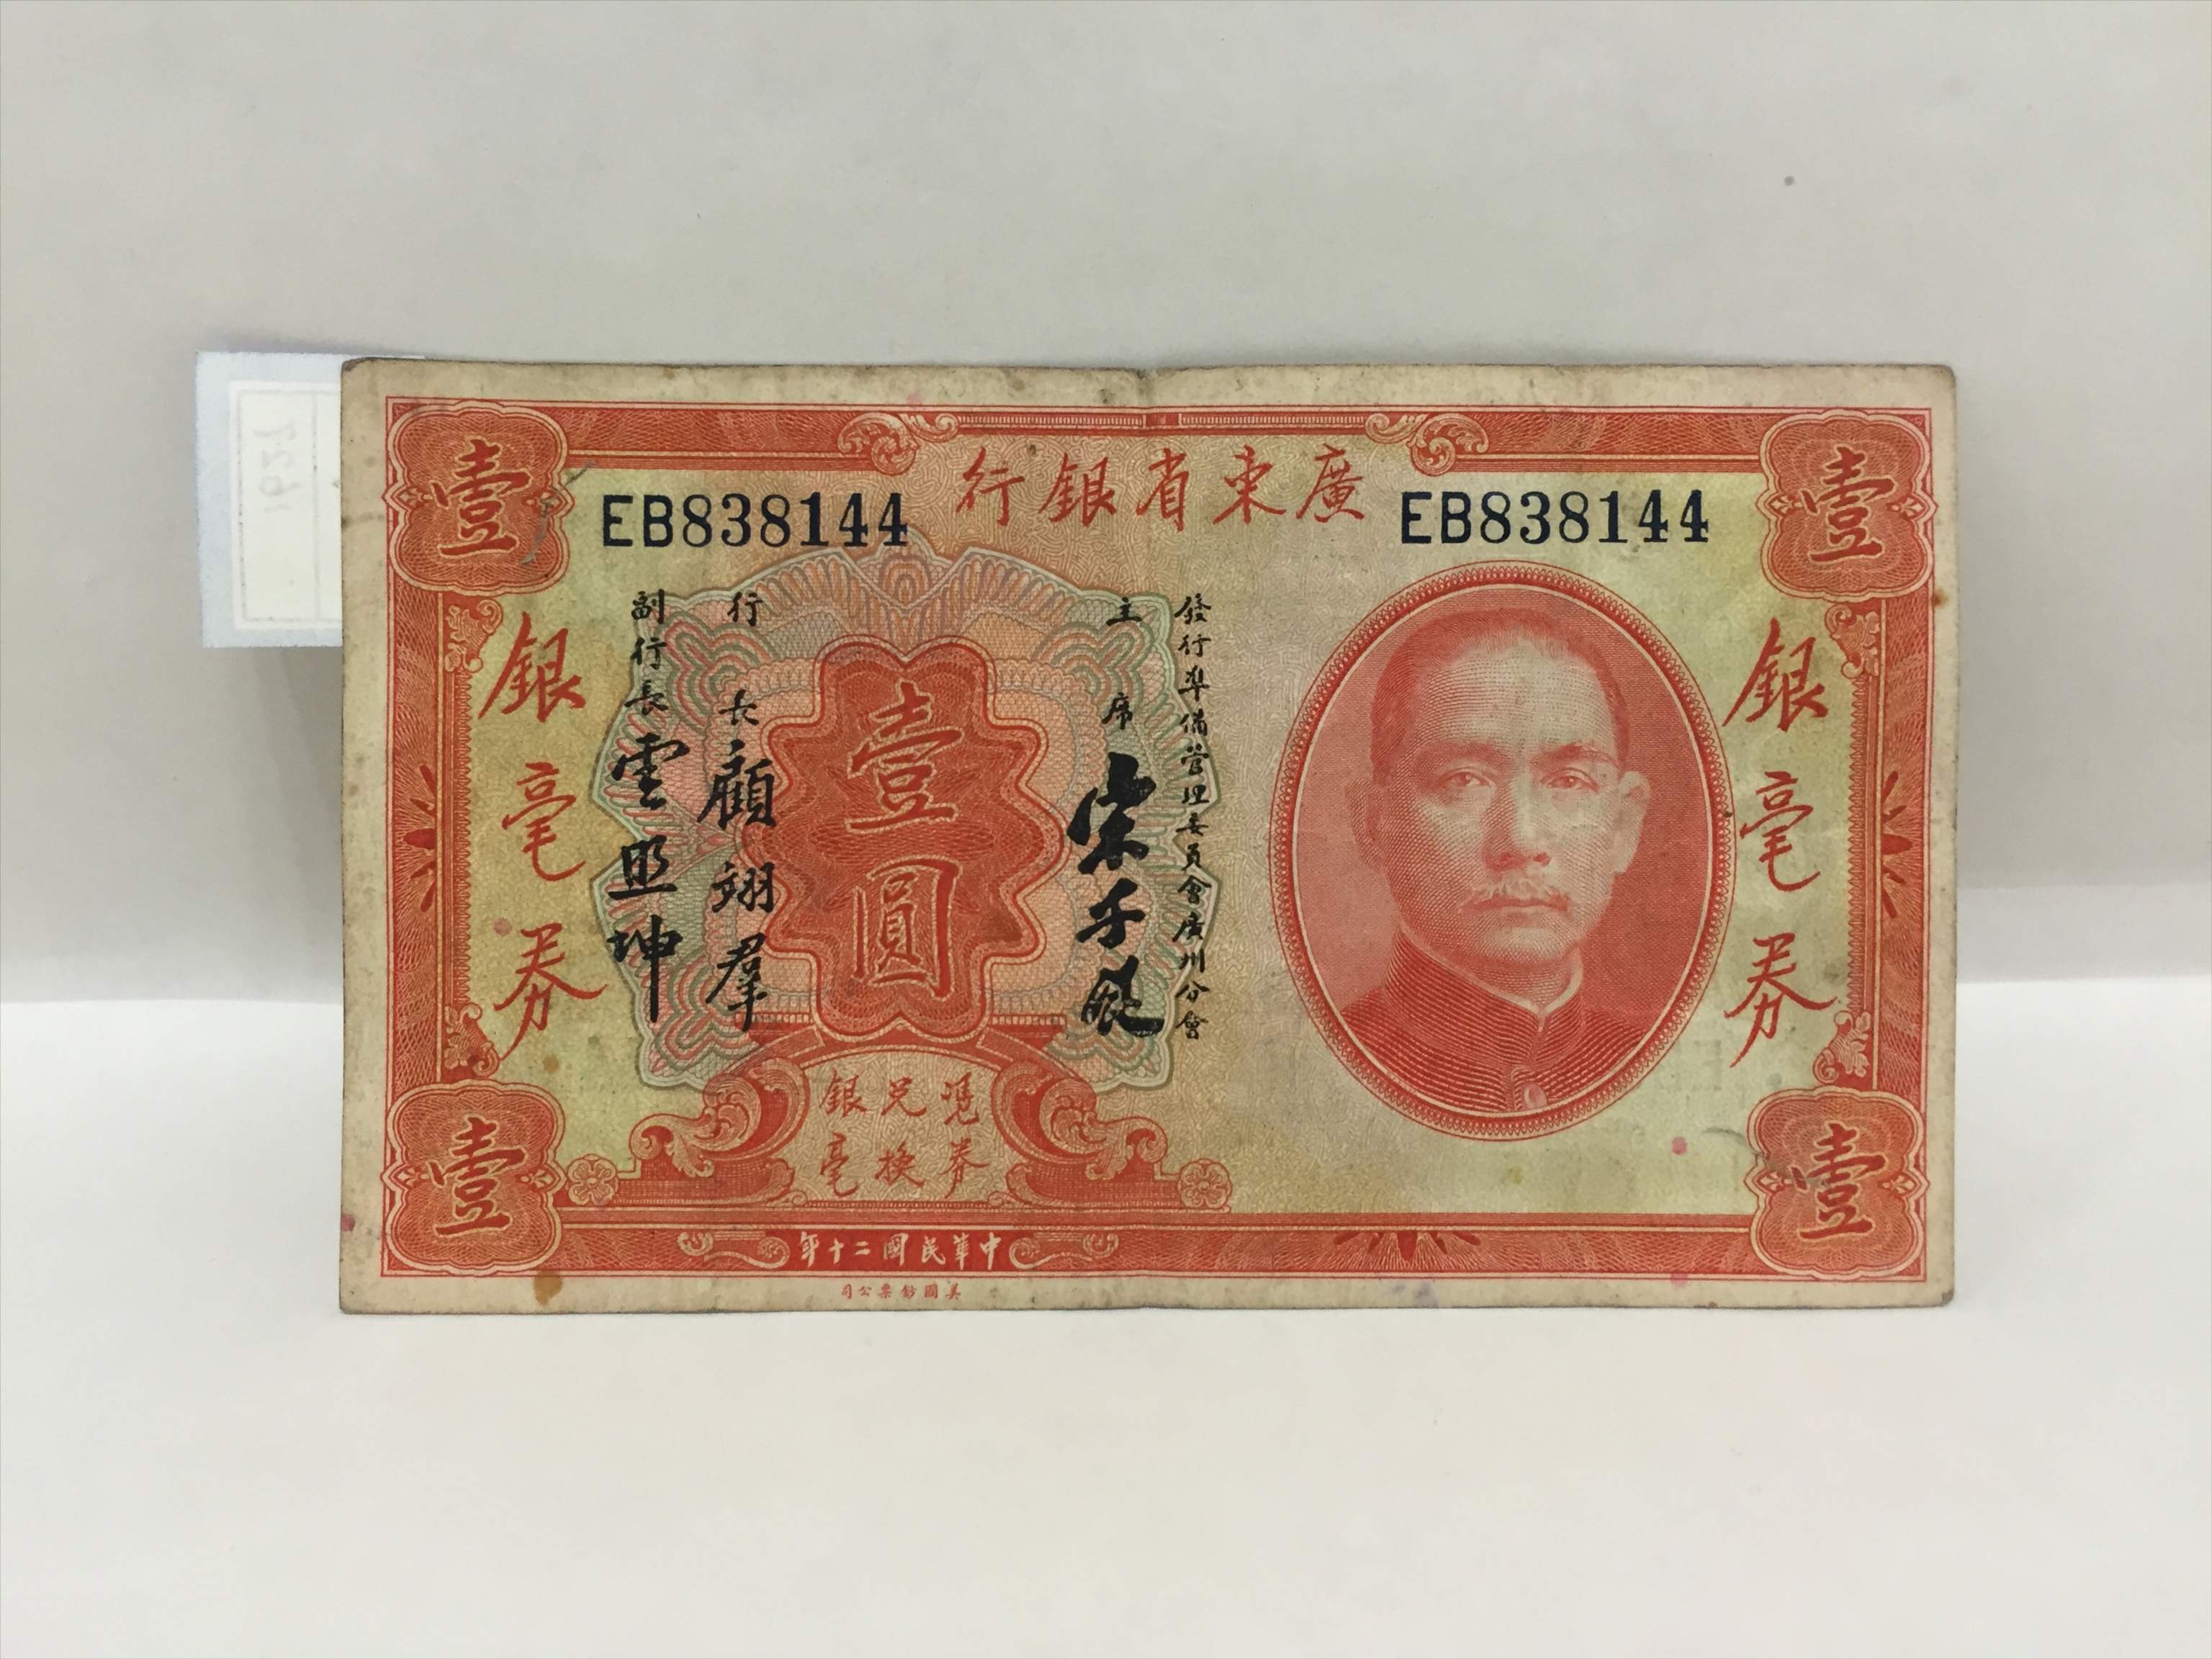 廣東省銀行
EB838144
EB838144
壹
壹
銀毫券
銀毫券
發行準備管理委員會廣州分會
主席 宋子良
行長 顧翊羣
副行長 雲照坤
壹圓
憑券
兌換
銀毫
壹
壹
中華民國二十年
美國鈔票公司